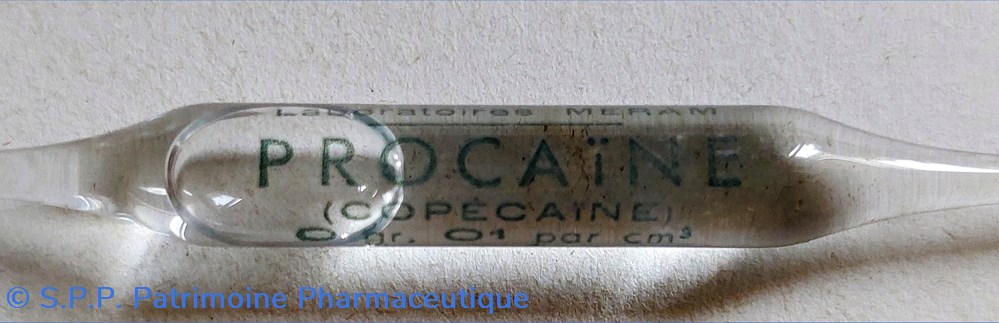 Laboratoires MERAM
PROCAÏNE
(COPÉCAÏNE)
0 gr. 01 par cm³
© S.P.P. Patrimoine Pharmaceutique